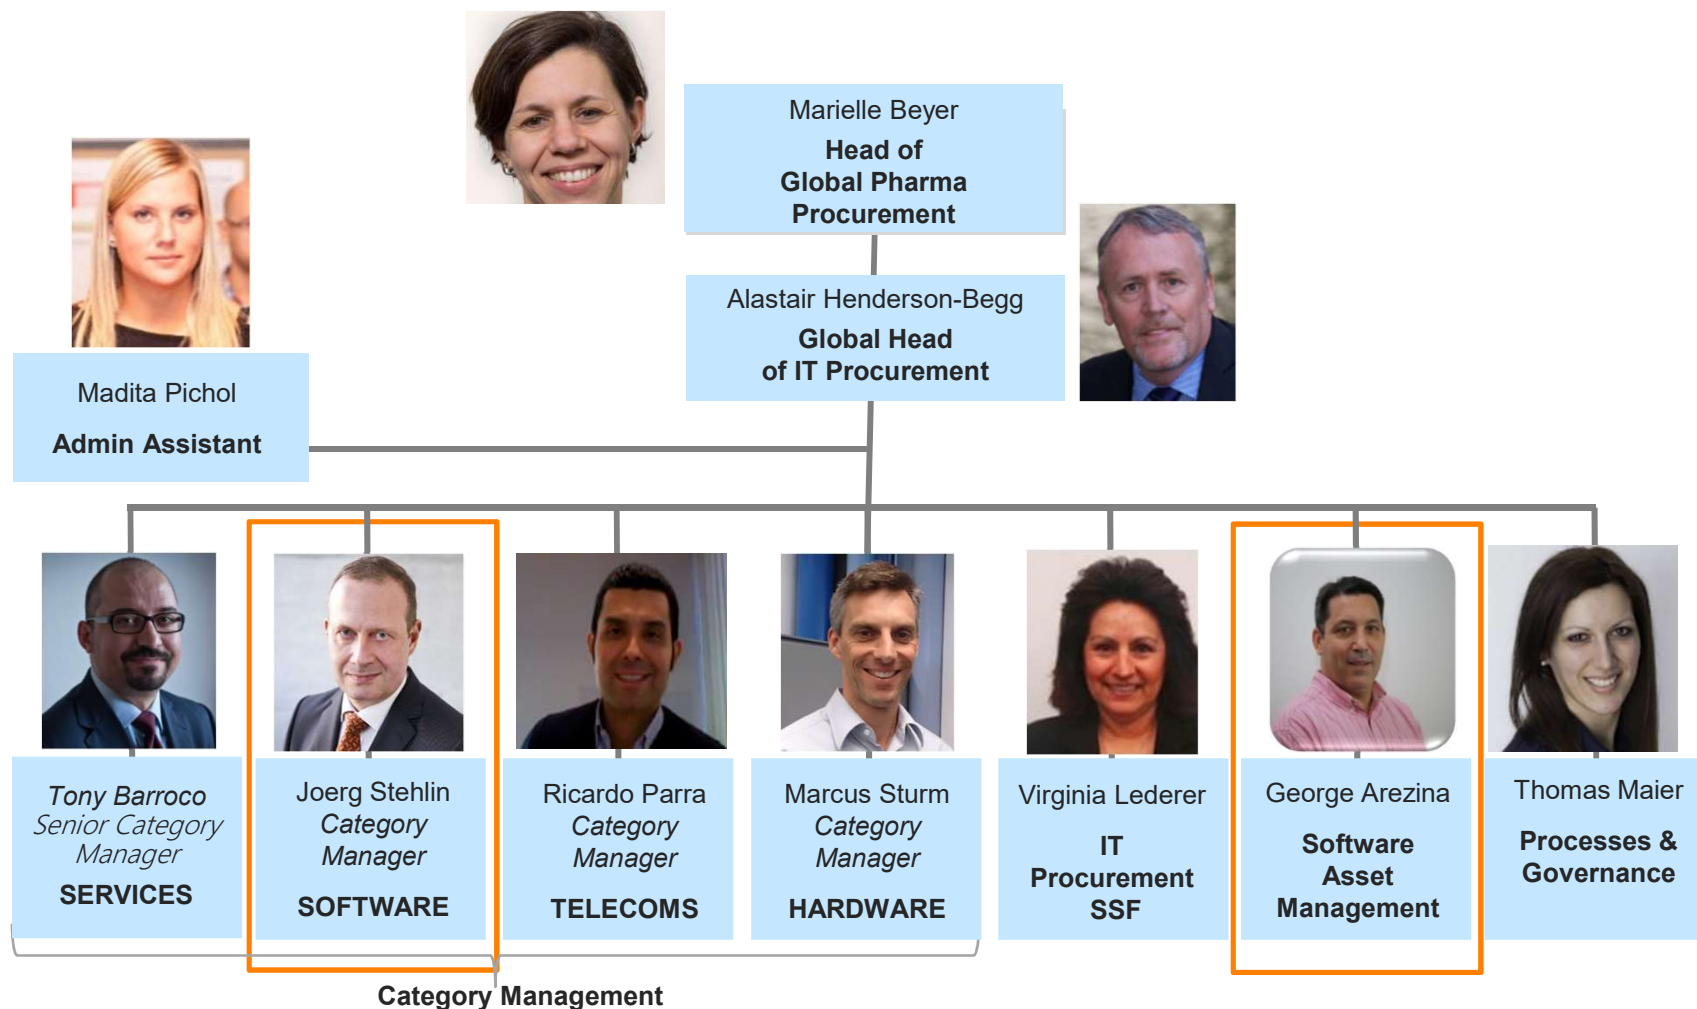 Marielle Beyer
Head of
Global Pharma
Procurement
Alastair Henderson-Begg
Global Head
of IT Procurement
Madita Pichol
Admin Assistant
Tony Barroco
Senior Category
Manager
SERVICES
Joerg Stehlin
Category
Manager
SOFTWARE
Ricardo Parra
Category
Manager
TELECOMS
Marcus Sturm
Category
Manager
HARDWARE
Virginia Lederer
IT
Procurement
SSF
George Arezina
Software
Asset
Management
Thomas Maier
Processes &
Governance
Category Management